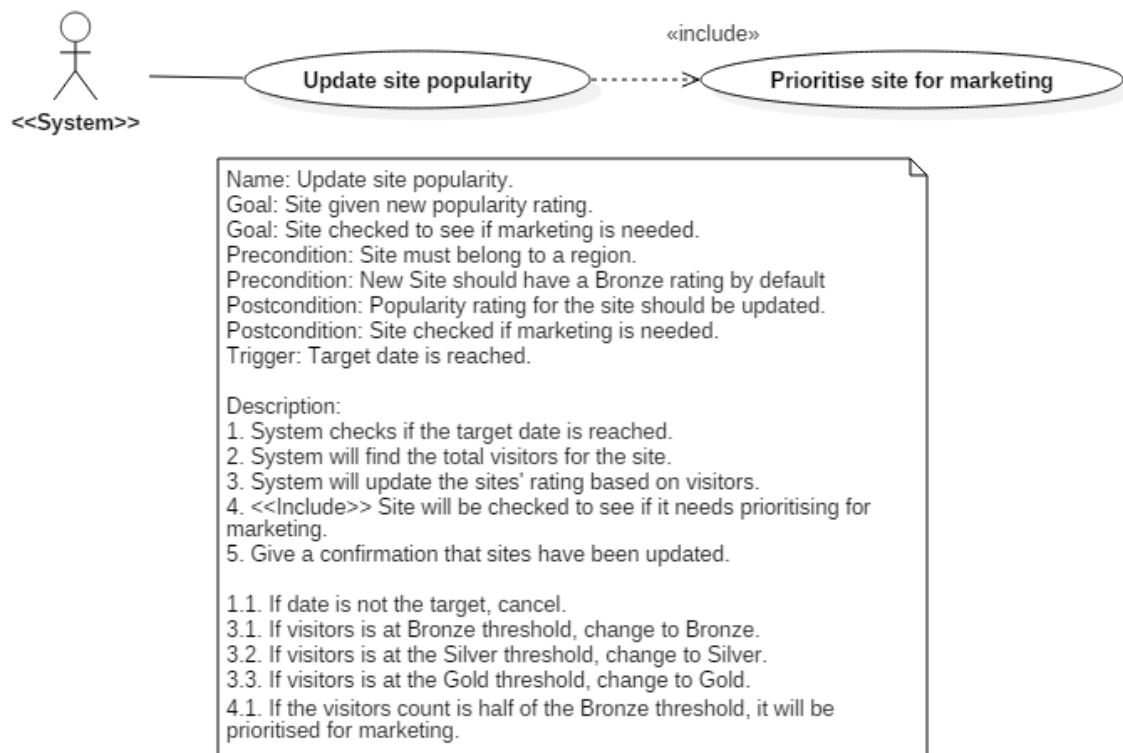 «include»
Update site popularity
Prioritise site for marketing
<<System>>
Name: Update site popularity.
Goal: Site given new popularity rating.
Goal: Site checked to see if marketing is needed.
Precondition: Site must belong to a region.
Precondition: New Site should have a Bronze rating by default
Postcondition: Popularity rating for the site should be updated.
Postcondition: Site checked if marketing is needed.
Trigger: Target date is reached.
Description:
1. System checks if the target date is reached.
2. System will find the total visitors for the site.
3. System will update the sites' rating based on visitors.
4. <<Include>> Site will be checked to see if it needs prioritising for
marketing.
5. Give a confirmation that sites have been updated.
1.1. If date is not the target, cancel.
3.1. If visitors is at Bronze threshold, change to Bronze.
3.2. If visitors is at the Silver threshold, change to Silver.
3.3. If visitors is at the Gold threshold, change to Gold.
4.1. If the visitors count is half of the Bronze threshold, it will be
prioritised for marketing.